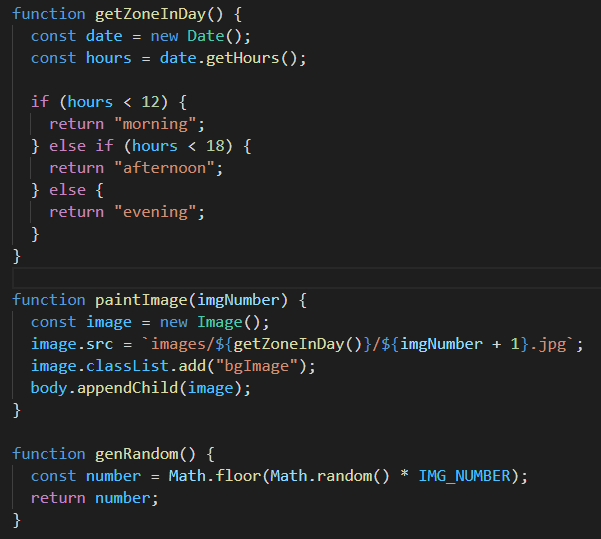 function getZoneInDay() {
  const date = new Date();
  const hours = date.getHours();

  if (hours < 12) {
    return "morning";
  } else if (hours < 18) {
    return "afternoon";
  } else {
    return "evening";
  }
}

function paintImage(imgNumber) {
  const image = new Image();
  image.src = `images/${getZoneInDay()}/${imgNumber + 1}.jpg`;
  image.classList.add("bgImage");
  body.appendChild(image);
}

function genRandom() {
  const number = Math.floor(Math.random() * IMG_NUMBER);
  return number;
}